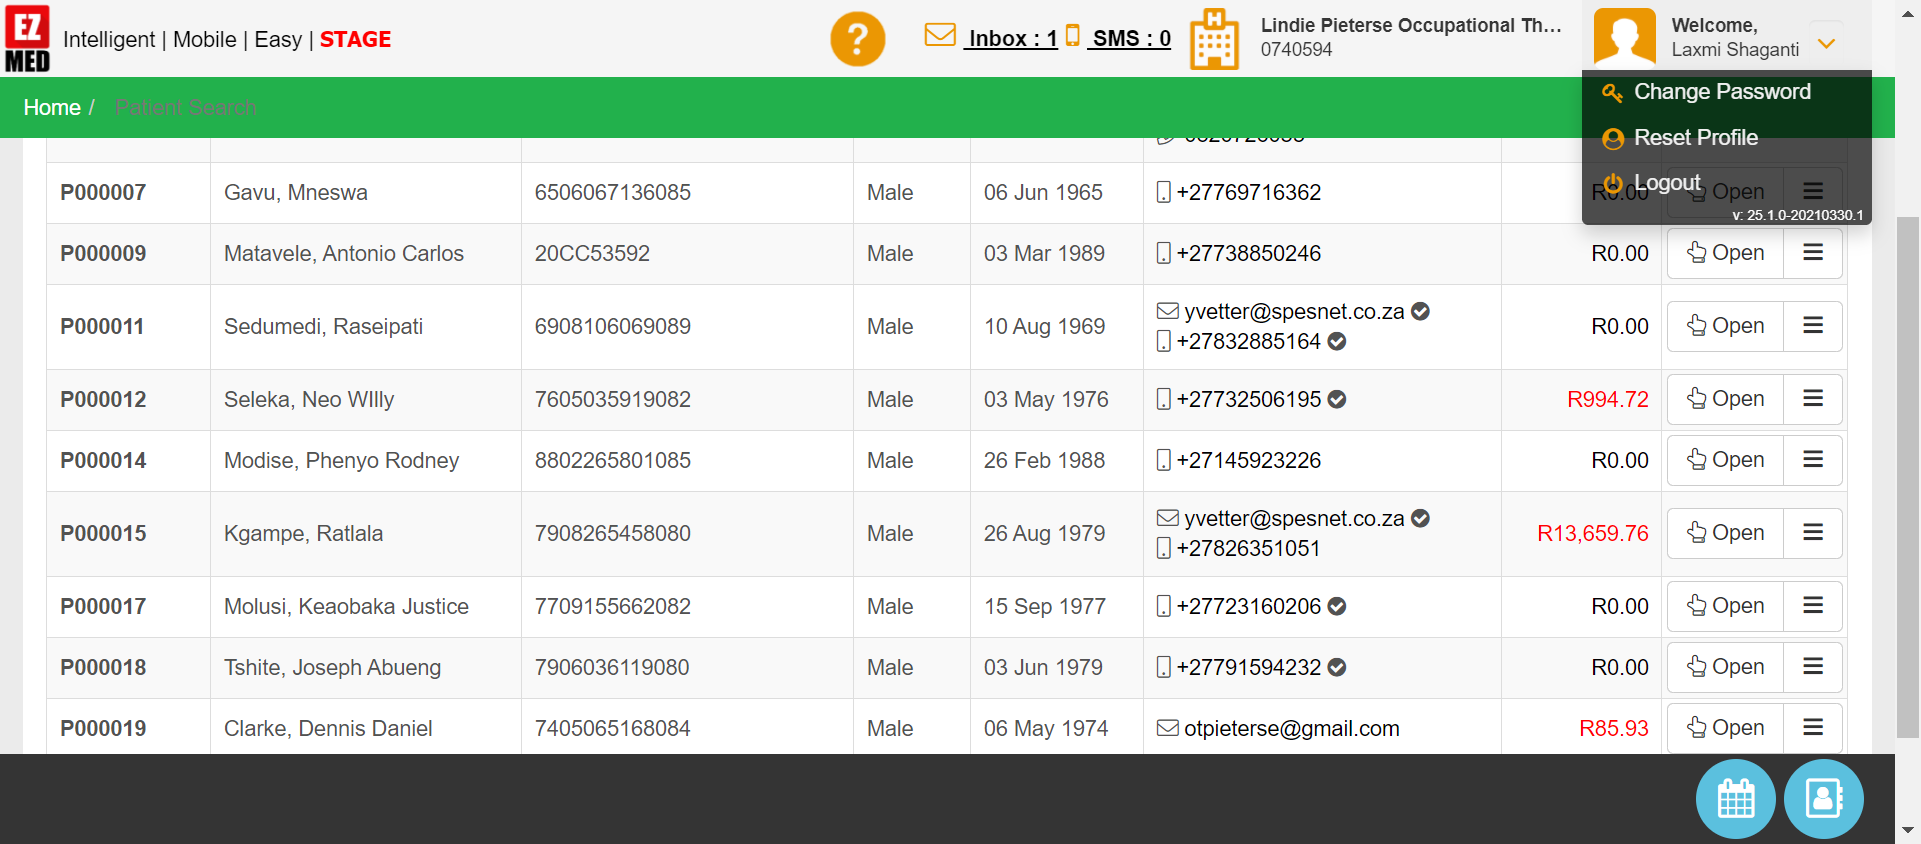 EZ
MED
Intelligent | Mobile | Easy | STAGE
?
Inbox : 1
SMS : 0
H
Lindie Pieterse Occupational Th...
0740594
Welcome,
Laxmi Shaganti
Home / Patient Search
Change Password
Reset Profile
Logout
v: 25.1.0-20210330.1
P000007 Gavu, Mneswa 6506067136085 Male 06 Jun 1965 +27769716362 R0.00 Open
P000009 Matavele, Antonio Carlos 20CC53592 Male 03 Mar 1989 +27738850246 R0.00 Open
P000011 Sedumedi, Raseipati 6908106069089 Male 10 Aug 1969 yvetter@spesnet.co.za R0.00 Open
+27832885164
P000012 Seleka, Neo WIlly 7605035919082 Male 03 May 1976 +27732506195 R994.72 Open
P000014 Modise, Phenyo Rodney 8802265801085 Male 26 Feb 1988 +27145923226 R0.00 Open
P000015 Kgampe, Ratlala 7908265458080 Male 26 Aug 1979 yvetter@spesnet.co.za R13,659.76 Open
+27826351051
P000017 Molusi, Keaobaka Justice 7709155662082 Male 15 Sep 1977 +27723160206 R0.00 Open
P000018 Tshite, Joseph Abueng 7906036119080 Male 03 Jun 1979 +27791594232 R0.00 Open
P000019 Clarke, Dennis Daniel 7405065168084 Male 06 May 1974 otpieterse@gmail.com R85.93 Open